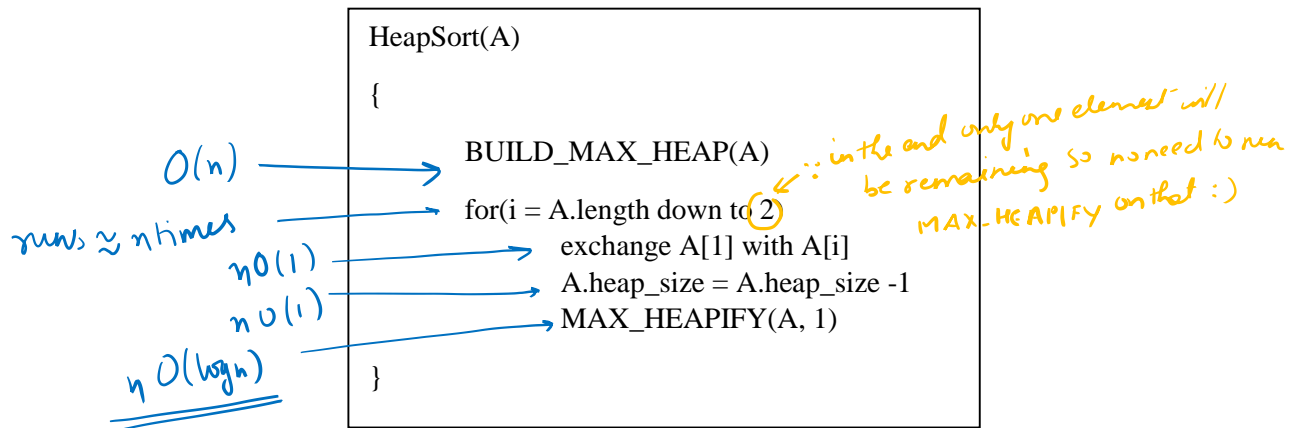 HeapSort(A)
{
BUILD_MAX_HEAP(A)
for(i = A.length down to 2)
exchange A[1] with A[i]
A.heap_size = A.heap_size -1
MAX_HEAPIFY(A, 1)
}
O(n)
runs ≈ n times
n O(1)
n O(1)
n O(logn)
∵ in the end only one element will
be remaining so no need to run
MAX_HEAPIFY on that :)